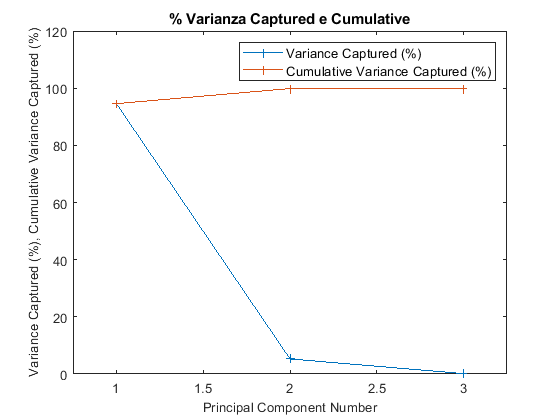 % Varianza Captured e Cumulative
Variance Captured (%)
Cumulative Variance Captured (%)
Variance Captured (%), Cumulative Variance Captured (%)
120
100
80
60
40
20
0
1 1.5 2 2.5 3
Principal Component Number